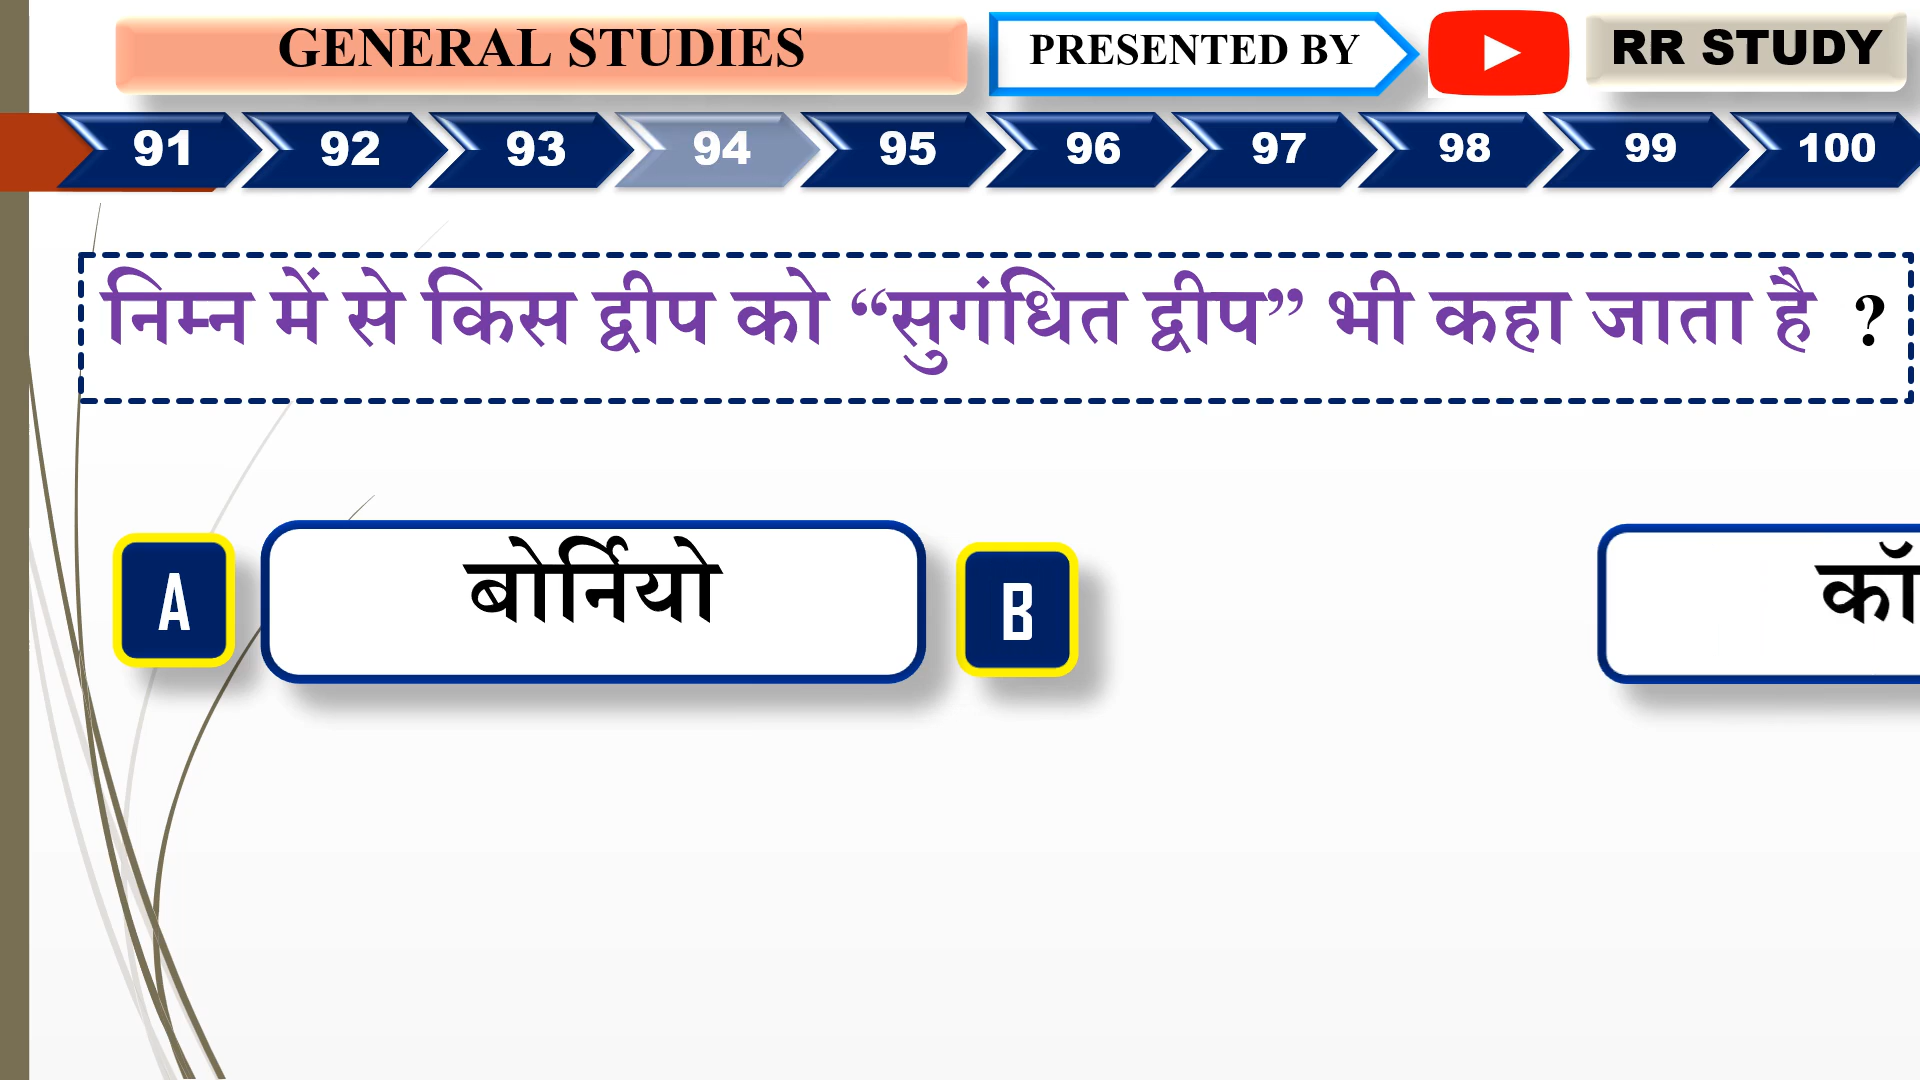 GENERAL STUDIES
PRESENTED BY
RR STUDY
91 92 93 94 95 96 97 98 99 100
निम्न में से किस द्वीप को “सुगंधित द्वीप” भी कहा जाता है ?
A बोर्नियो
B